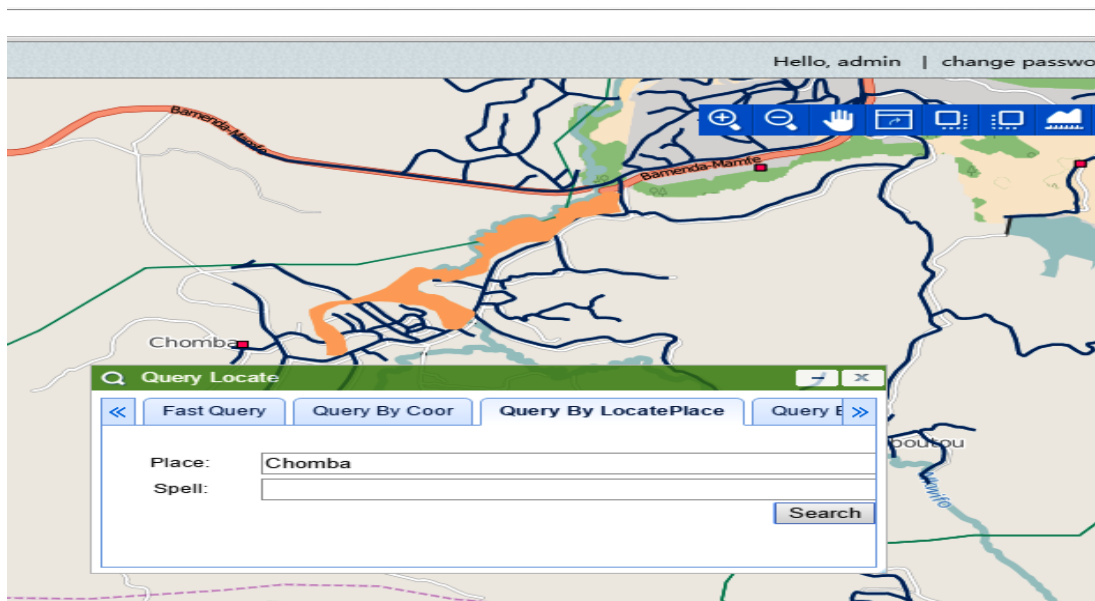 Hello, admin | change passwo
Bamenda-Mamfe
Bamenda-Mamfe
Chomba
Query Locate
Fast Query
Query By Coor
Query By LocatePlace
Query E
Place: Chomba
Spell:
Search
poutou
Mkwifo